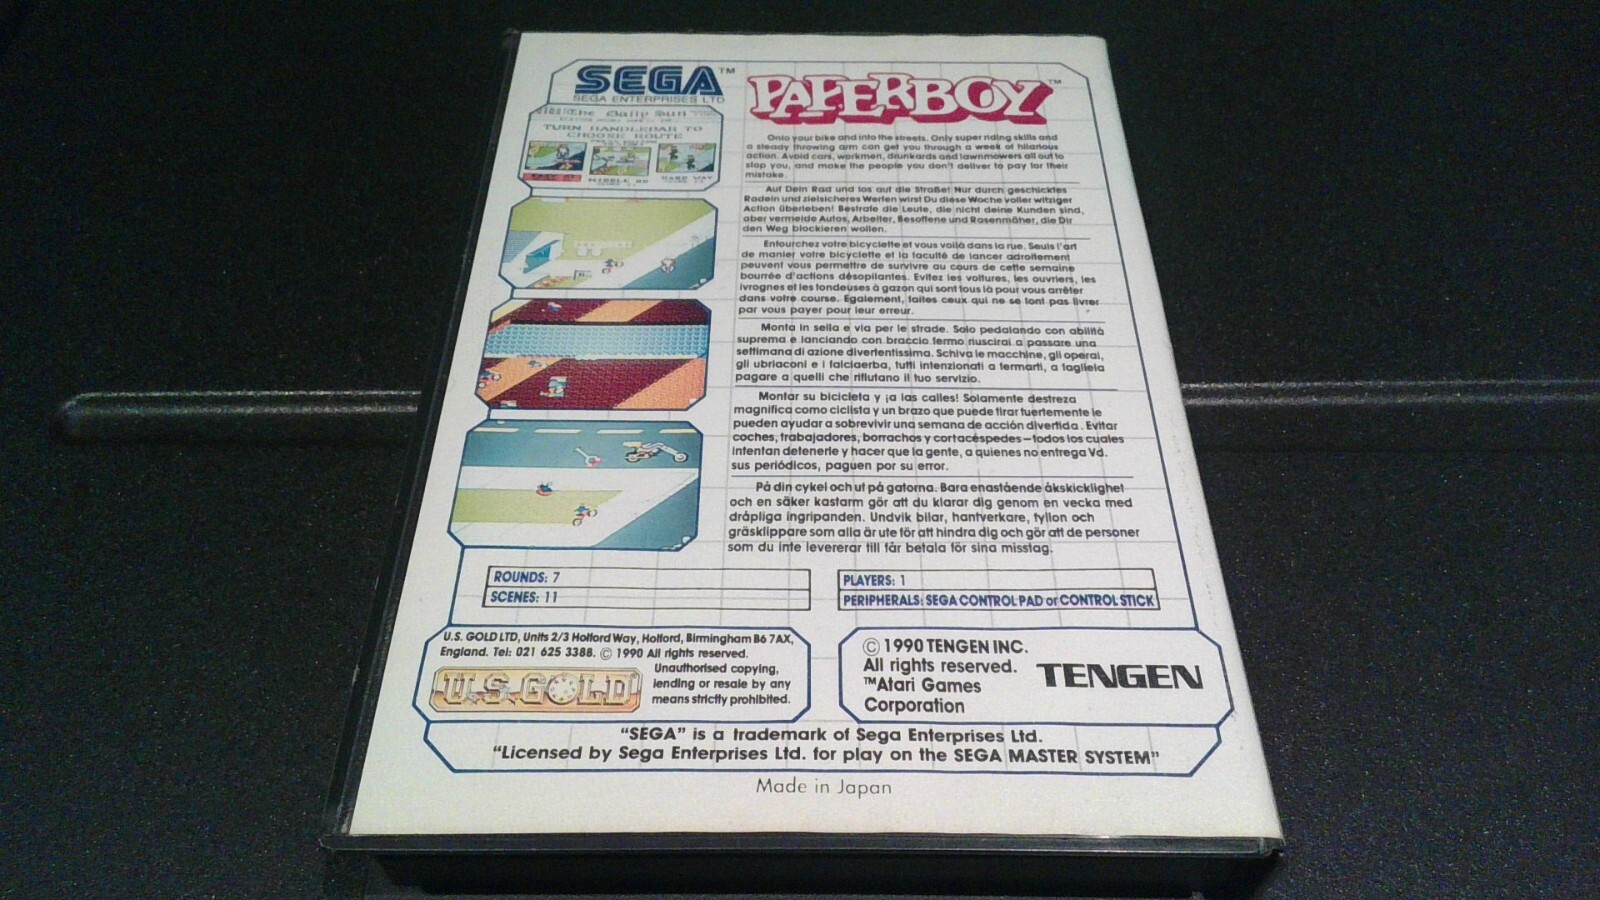 SEGA™
SEGA ENTERPRISES LTD
PAPERBOY™
The Daily Sun
TURN HANDLEBAR TO
CHOOSE ROUTE
HARD WAY
Onto your bike and into the streets. Only super riding skills and
a steady throwing arm can get you through a week of hilarious
action. Avoid cars, workmen, drunkards and lawnmowers all out to
stop you, and make the people you don't deliver to pay for their
mistake.
Auf Dein Rad und los auf die Straße! Nur durch geschicktes
Radeln und zielsicheres Werfen wirst Du diese Woche voller witziger
Action überleben! Bestrafe die Leute, die nicht deine Kunden sind,
aber vermeide Autos, Arbeiter, Besoffene und Rasenmäher, die Dir
den Weg blockieren wollen.
Entourchez votre bicyclette et vous voilà dans la rue. Seuls l'art
de manier votre bicyclette et la faculté de lancer adroitement
peuvent vous permettre de survivre au cours de cette semaine
bourrée d'actions désopilantes. Evitez les voitures, les ouvriers, les
ivrognes et les tondeuses à gazon qui sont tous là pour vous arrêter
dans votre course. Egalement, faites ceux qui ne se font pas livrer
par vous payer pour leur erreur.
Monta in sella e via per le strade. Solo pedalando con abilità
suprema e lanciando con braccio fermo riuscirai a passare una
settimana di azione divertentissima. Schiva le macchine, gli operai,
gli ubriaconi e i falciaerba, tutti intenzionati a fermarti, a fagliela
pagare a quelli che rifiutano il tuo servizio.
Montar su bicicleta y ¡a las calles! Solamente destreza
magnífica como ciclista y un brazo que puede tirar fuertemente le
pueden ayudar a sobrevivir una semana de acción divertida. Evitar
coches, trabajadores, borrachos y cortacéspedes—todos los cuales
intentan detenerle y hacer que la gente, a quienes no entrega Vd.
sus periódicos, paguen por su error.
På din cykel och ut på gatorna. Bara enastående åkskicklighet
och en säker kastarm gör att du klarar dig genom en vecka med
dråpliga ingripanden. Undvik bilar, hantverkare, fyllon och
gräsklippare som alla är ute för att hindra dig och gör att de personer
som du inte levererar till får betala för sina misstag.
ROUNDS: 7
SCENES: 11
PLAYERS: 1
PERIPHERALS: SEGA CONTROL PAD or CONTROL STICK
U.S. GOLD LTD, Units 2/3 Holford Way, Holford, Birmingham B6 7AX,
England. Tel: 021 625 3388. © 1990 All rights reserved.
U.S. GOLD
Unauthorised copying,
lending or resale by any
means strictly prohibited.
© 1990 TENGEN INC.
All rights reserved.
™Atari Games
Corporation
TENGEN
"SEGA" is a trademark of Sega Enterprises Ltd.
"Licensed by Sega Enterprises Ltd. for play on the SEGA MASTER SYSTEM"
Made in Japan